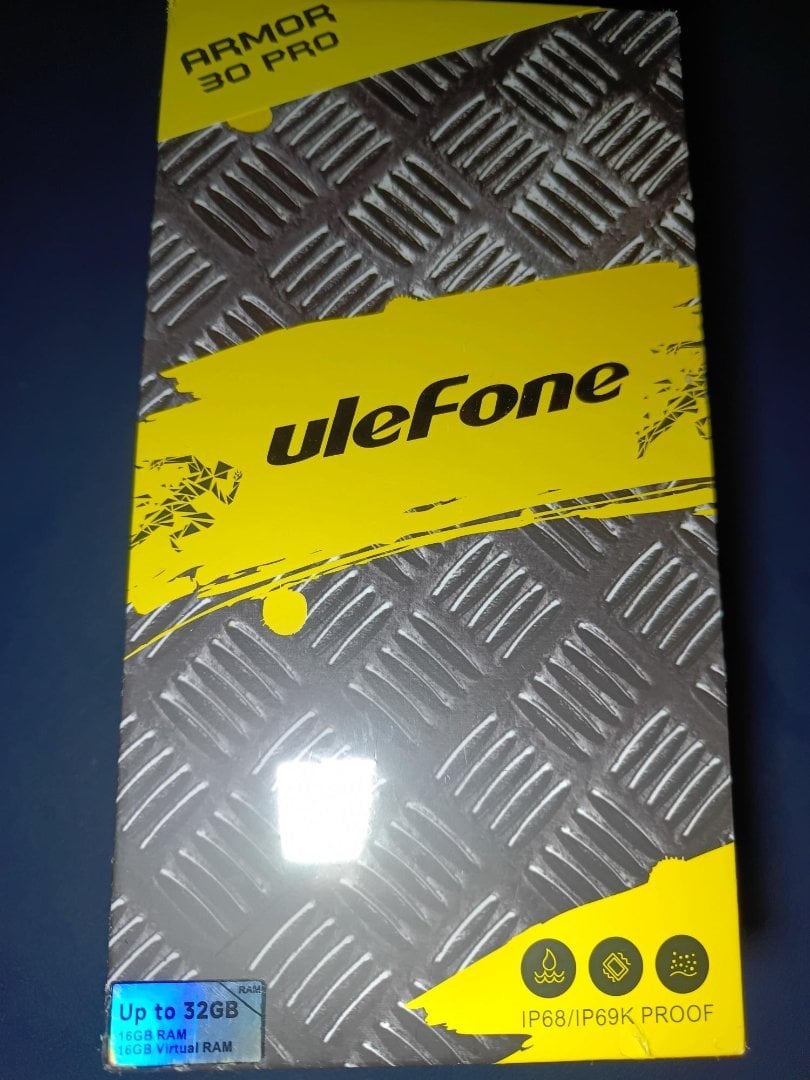 ARMOR
30 PRO
uleFone
RAM
Up to 32GB
16GB RAM
16GB Virtual RAM
IP68/IP69K PROOF